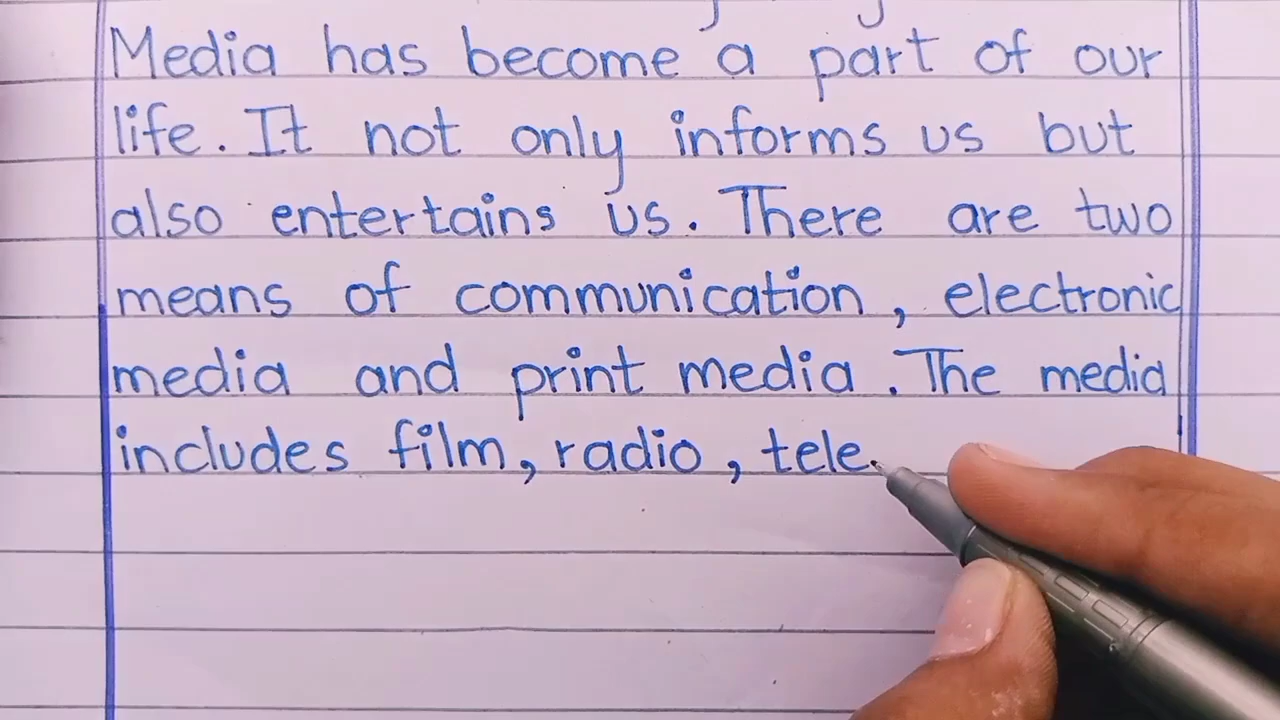 Media has become a part of our
life. It not only informs us but
also entertains us. There are two
means of communication, electronic
media and print media. The media
includes film, radio, tele